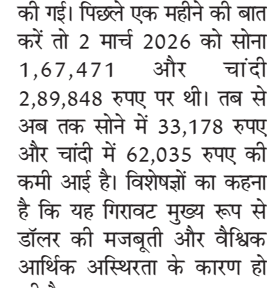 की गई। पिछले एक महीने की बात
करें तो 2 मार्च 2026 को सोना
1,67,471 और चांदी
2,89,848 रुपए पर थी। तब से
अब तक सोने में 33,178 रुपए
और चांदी में 62,035 रुपए की
कमी आई है। विशेषज्ञों का कहना
है कि यह गिरावट मुख्य रूप से
डॉलर की मजबूती और वैश्विक
आर्थिक अस्थिरता के कारण हो